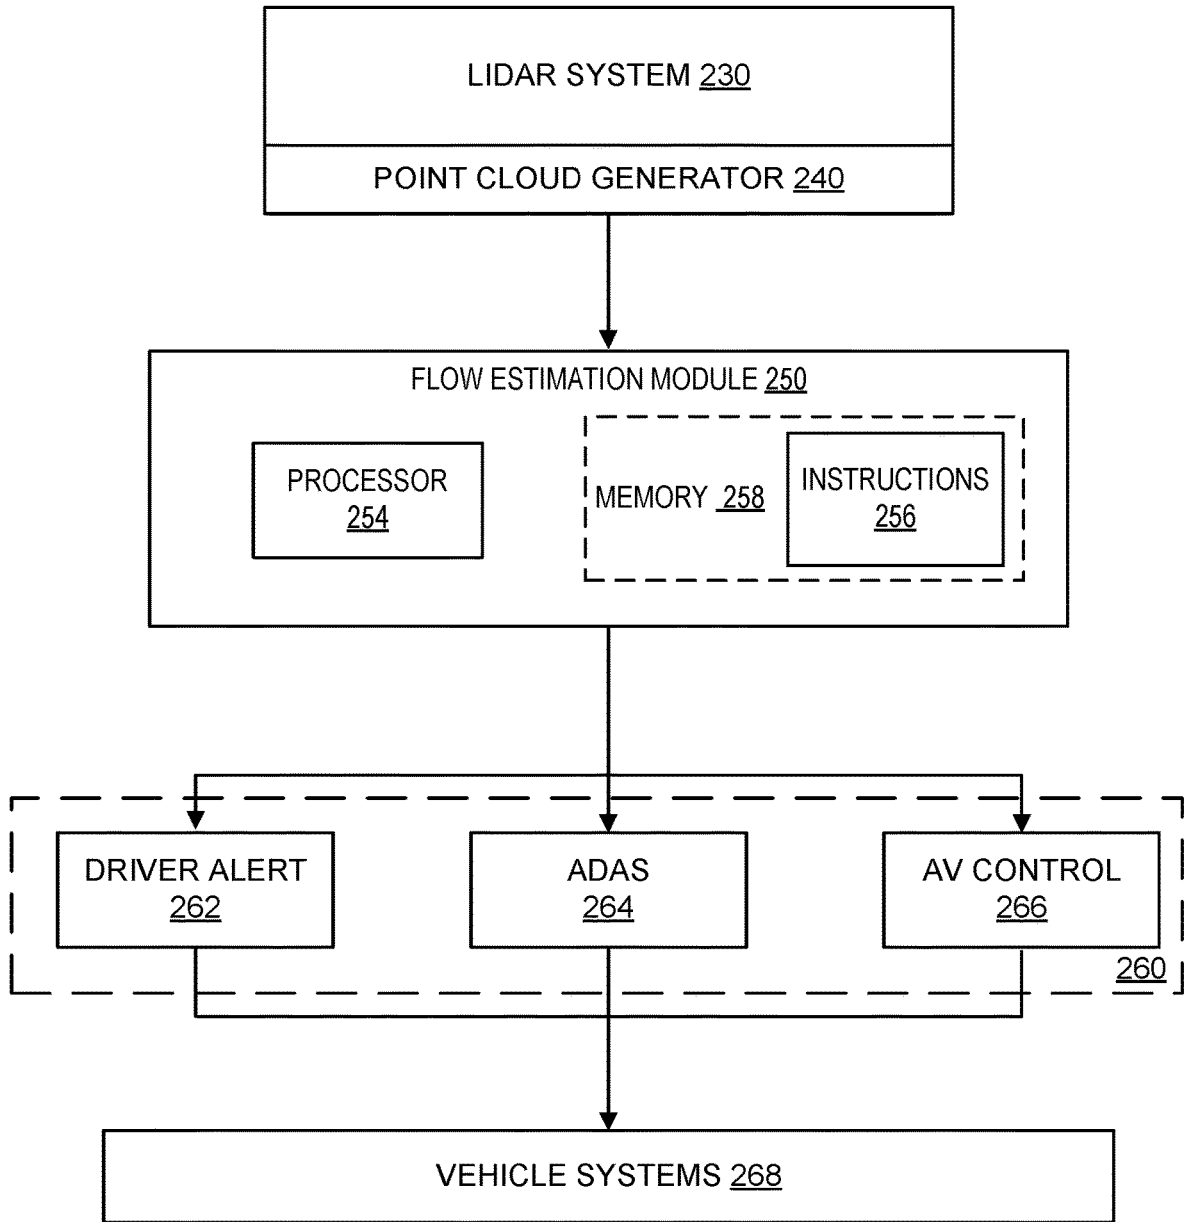 LIDAR SYSTEM 230
POINT CLOUD GENERATOR 240
FLOW ESTIMATION MODULE 250
PROCESSOR
254
MEMORY 258
INSTRUCTIONS
256
DRIVER ALERT
262
ADAS
264
AV CONTROL
266
260
VEHICLE SYSTEMS 268